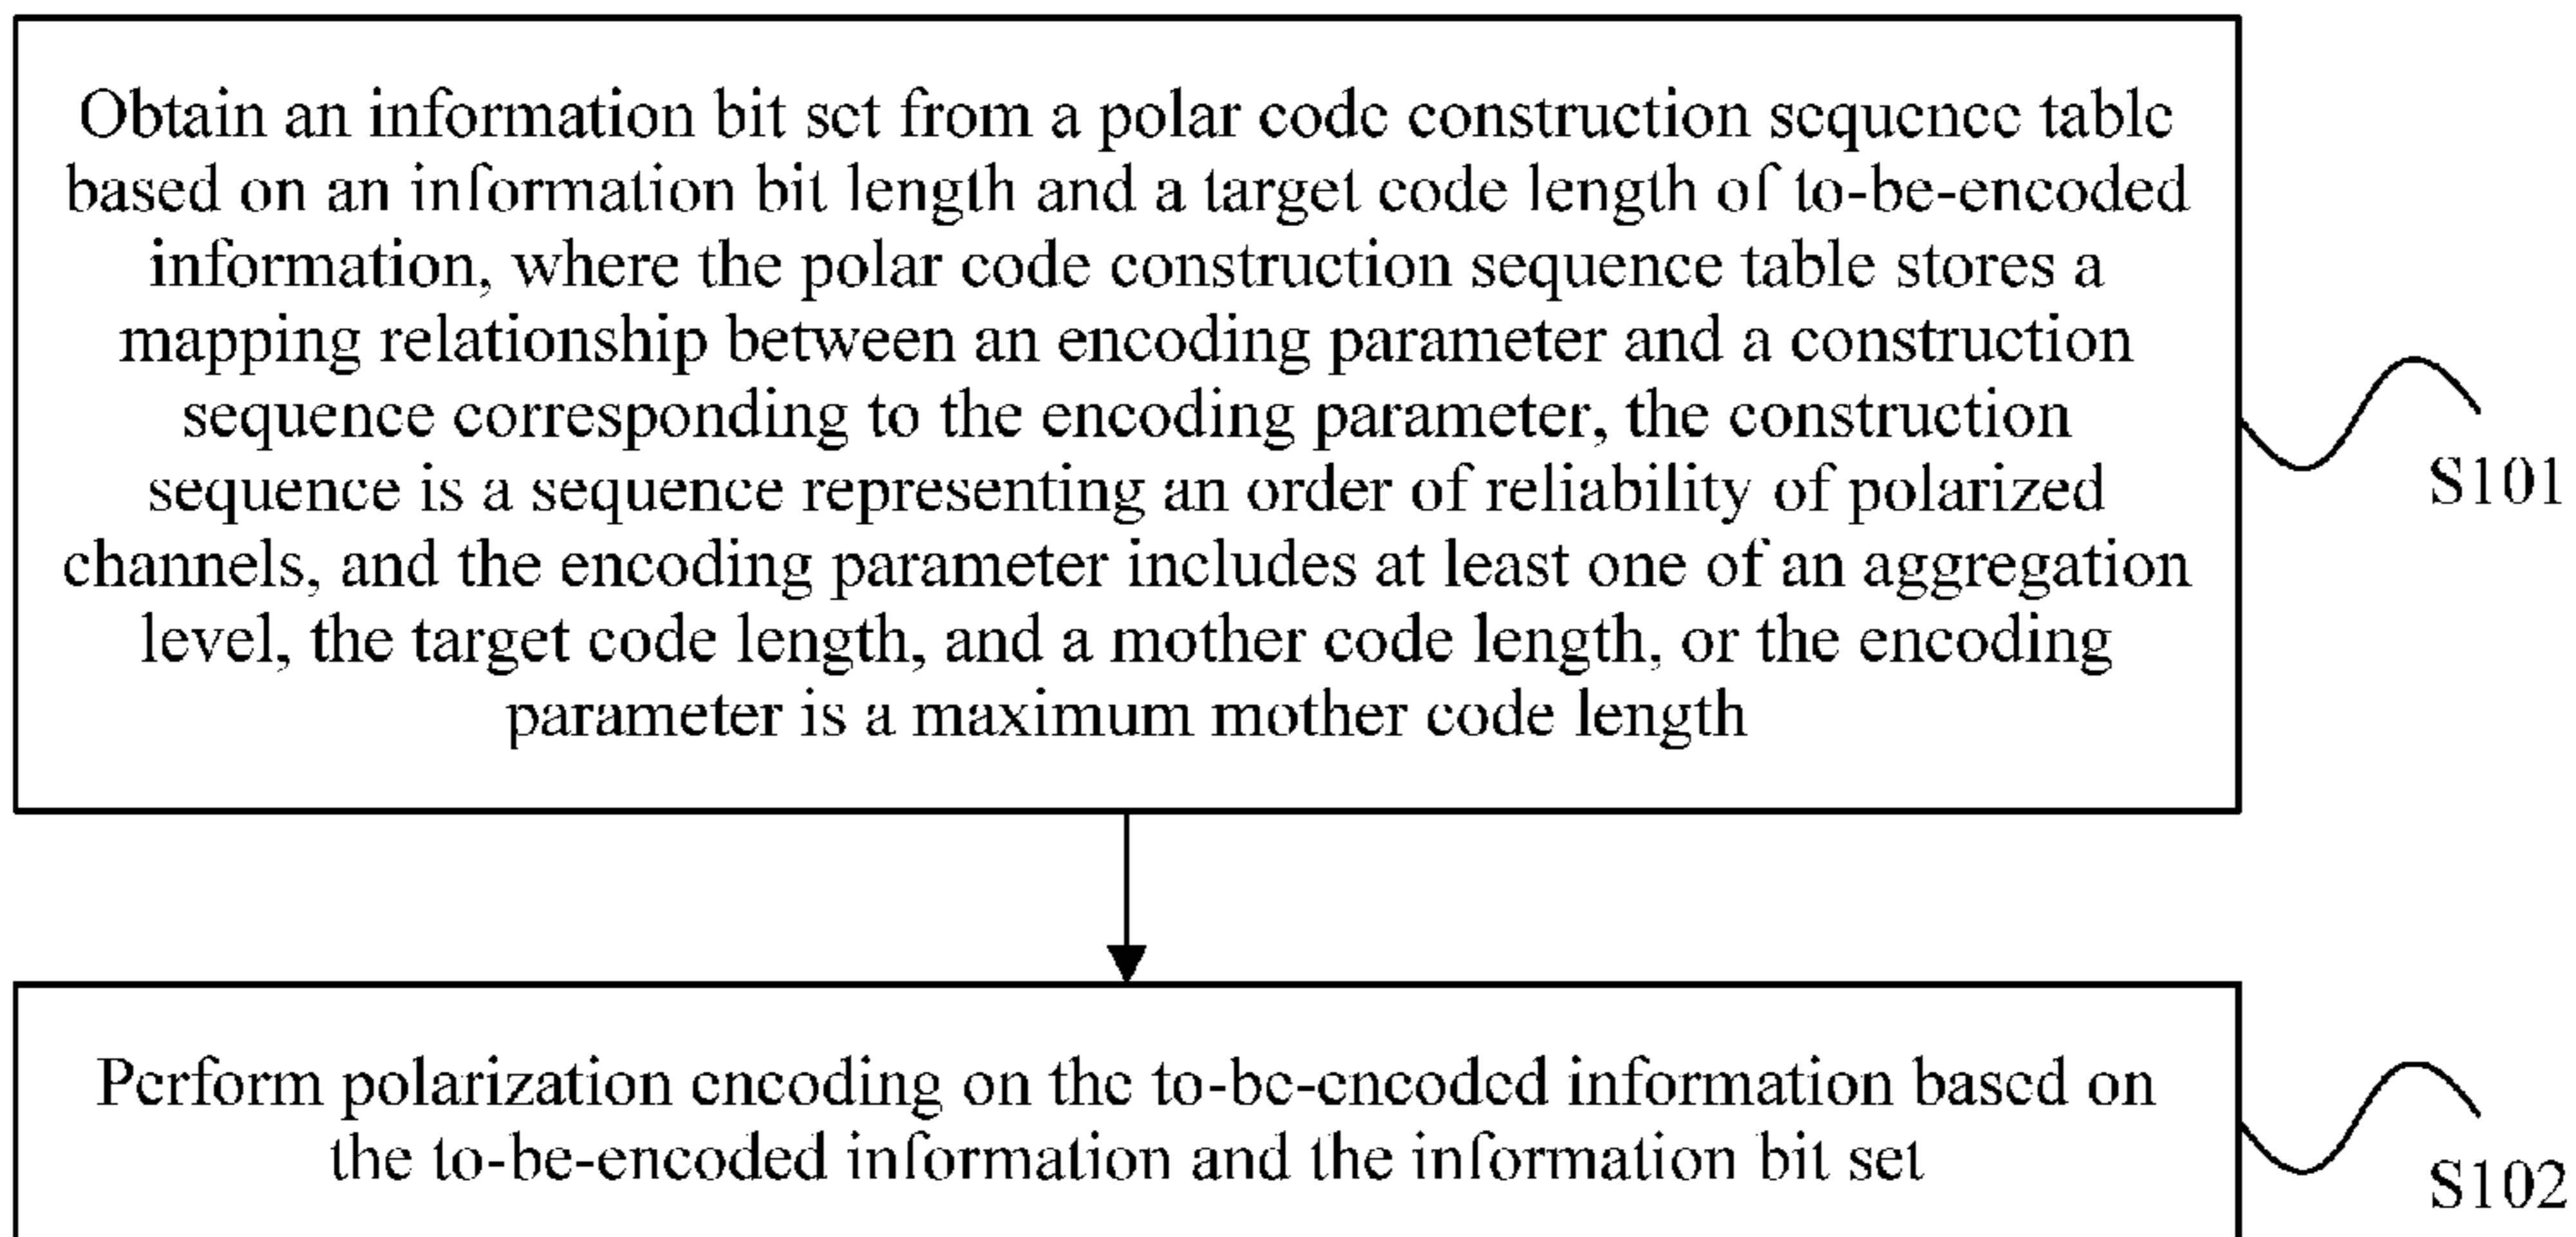 Obtain an information bit set from a polar code construction sequence table
based on an information bit length and a target code length of to-be-encoded
information, where the polar code construction sequence table stores a
mapping relationship between an encoding parameter and a construction
sequence corresponding to the encoding parameter, the construction
sequence is a sequence representing an order of reliability of polarized
channels, and the encoding parameter includes at least one of an aggregation
level, the target code length, and a mother code length, or the encoding
parameter is a maximum mother code length
S101
Perform polarization encoding on the to-be-encoded information based on
the to-be-encoded information and the information bit set
S102